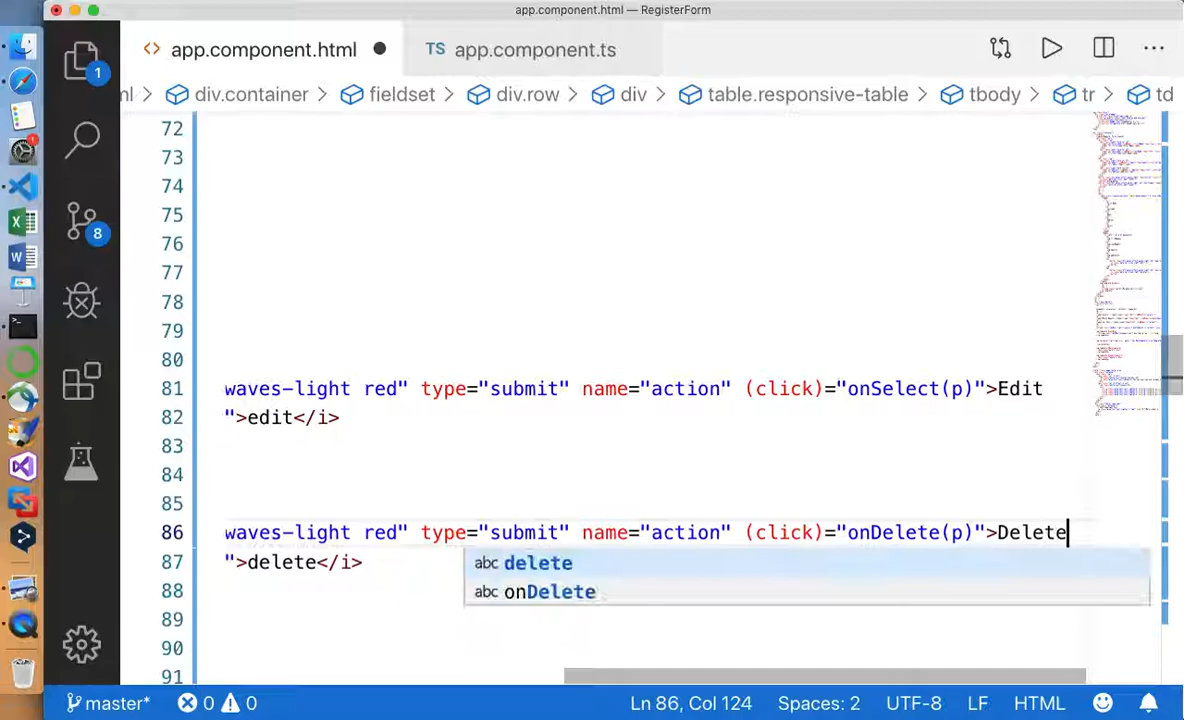 app.component.html — RegisterForm
<> app.component.html ● TS app.component.ts
ml > div.container > fieldset > div.row > div > table.responsive-table > tbody > tr > td
1
8
72
73
74
75
76
77
78
79
80
81 waves-light red" type="submit" name="action" (click)="onSelect(p)">Edit
82 ">edit</i>
83
84
85
86 waves-light red" type="submit" name="action" (click)="onDelete(p)">Delete
87 ">delete</i>
abc delete
88
abc onDelete
89
90
91
master* 0 0 Ln 86, Col 124 Spaces: 2 UTF-8 LF HTML